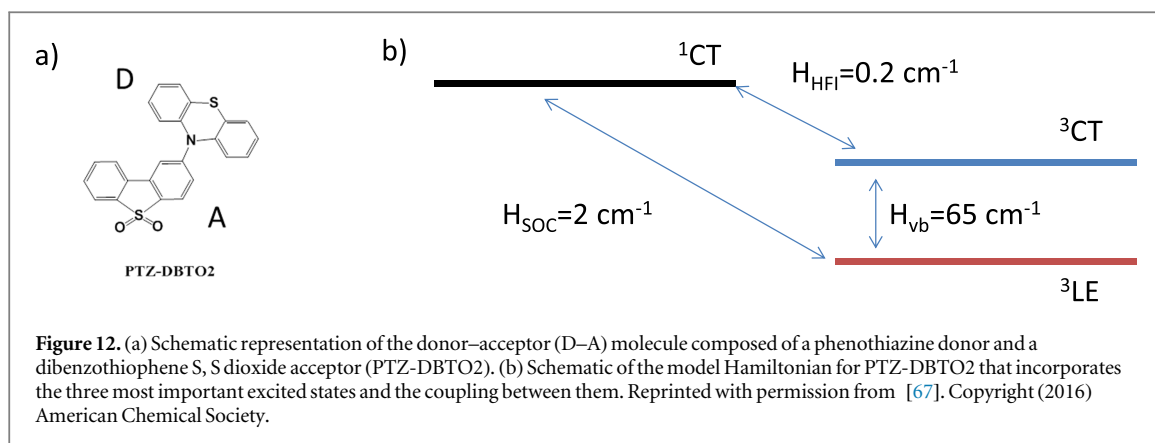 a)
D
S
N
S
O
O
A
PTZ-DBTO2
b)
¹CT
H_HFI=0.2 cm⁻¹
³CT
H_SOC=2 cm⁻¹
H_vb=65 cm⁻¹
³LE
Figure 12. (a) Schematic representation of the donor–acceptor (D–A) molecule composed of a phenothiazine donor and a
dibenzothiophene S, S dioxide acceptor (PTZ-DBTO2). (b) Schematic of the model Hamiltonian for PTZ-DBTO2 that incorporates
the three most important excited states and the coupling between them. Reprinted with permission from [67]. Copyright (2016)
American Chemical Society.